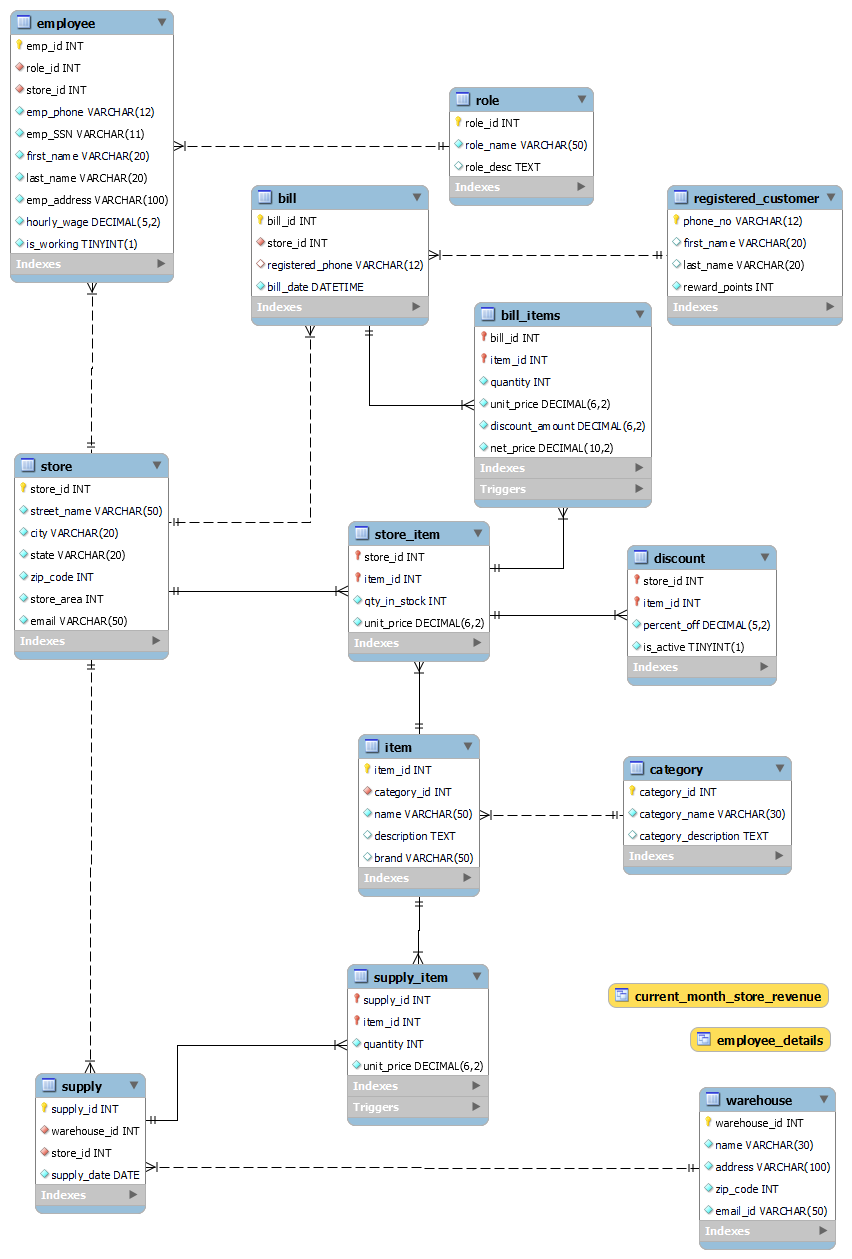 employee
emp_id INT
role_id INT
store_id INT
emp_phone VARCHAR(12)
emp_SSN VARCHAR(11)
first_name VARCHAR(20)
last_name VARCHAR(20)
emp_address VARCHAR(100)
hourly_wage DECIMAL(5,2)
is_working TINYINT(1)
Indexes
role
role_id INT
role_name VARCHAR(50)
role_desc TEXT
Indexes
bill
bill_id INT
store_id INT
registered_phone VARCHAR(12)
bill_date DATETIME
Indexes
registered_customer
phone_no VARCHAR(12)
first_name VARCHAR(20)
last_name VARCHAR(20)
reward_points INT
Indexes
bill_items
bill_id INT
item_id INT
quantity INT
unit_price DECIMAL(6,2)
discount_amount DECIMAL(6,2)
net_price DECIMAL(10,2)
Indexes
Triggers
store
store_id INT
street_name VARCHAR(50)
city VARCHAR(20)
state VARCHAR(20)
zip_code INT
store_area INT
email VARCHAR(50)
Indexes
store_item
store_id INT
item_id INT
qty_in_stock INT
unit_price DECIMAL(6,2)
Indexes
discount
store_id INT
item_id INT
percent_off DECIMAL(5,2)
is_active TINYINT(1)
Indexes
item
item_id INT
category_id INT
name VARCHAR(50)
description TEXT
brand VARCHAR(50)
Indexes
category
category_id INT
category_name VARCHAR(30)
category_description TEXT
Indexes
supply_item
supply_id INT
item_id INT
quantity INT
unit_price DECIMAL(6,2)
Indexes
Triggers
current_month_store_revenue
employee_details
supply
supply_id INT
warehouse_id INT
store_id INT
supply_date DATE
Indexes
warehouse
warehouse_id INT
name VARCHAR(30)
address VARCHAR(100)
zip_code INT
email_id VARCHAR(50)
Indexes